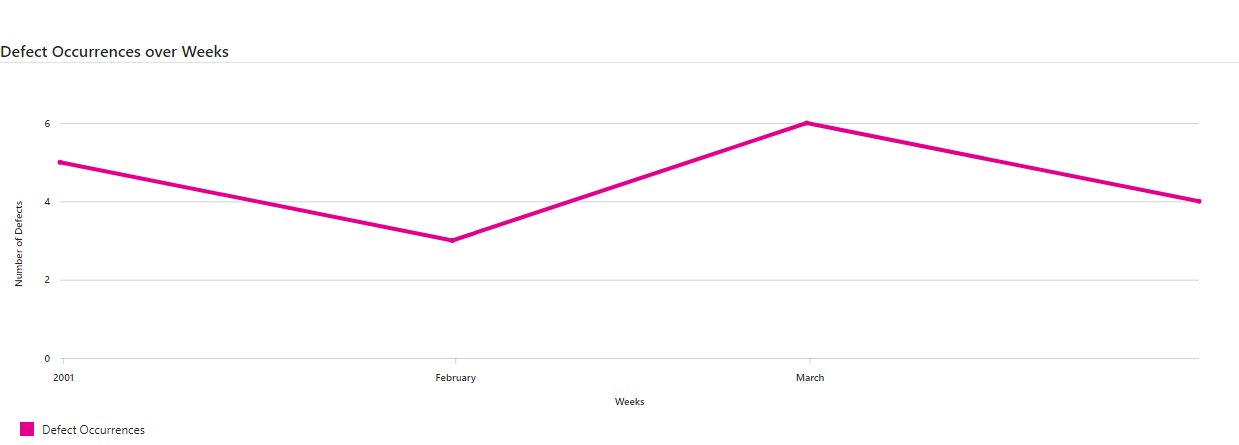 Defect Occurrences over Weeks
6
4
2
0
Number of Defects
2001 February March
Weeks
Defect Occurrences